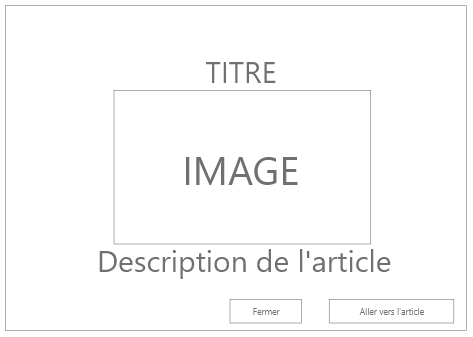 TITRE
IMAGE
Description de l'article
Fermer
Aller vers l'article